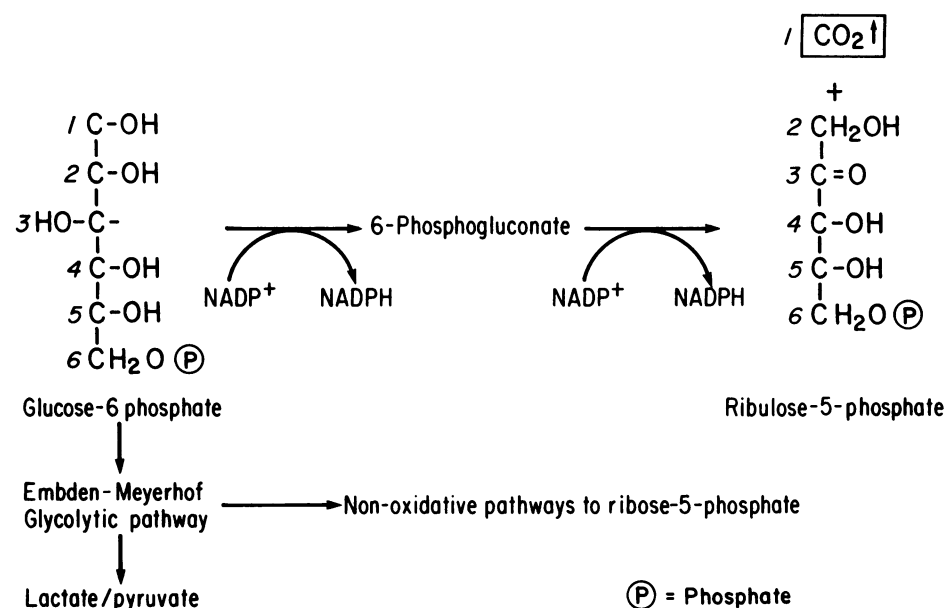 1 CO2↑
+
1 C-OH
2 C-OH
3 HO-C-
4 C-OH
5 C-OH
6 CH2O Ⓟ
Glucose-6 phosphate
NADP+ NADPH
6-Phosphogluconate
NADP+ NADPH
2 CH2OH
3 C=O
4 C-OH
5 C-OH
6 CH2O Ⓟ
Ribulose-5-phosphate
Embden-Meyerhof
Glycolytic pathway
Non-oxidative pathways to ribose-5-phosphate
Lactate/pyruvate
Ⓟ = Phosphate